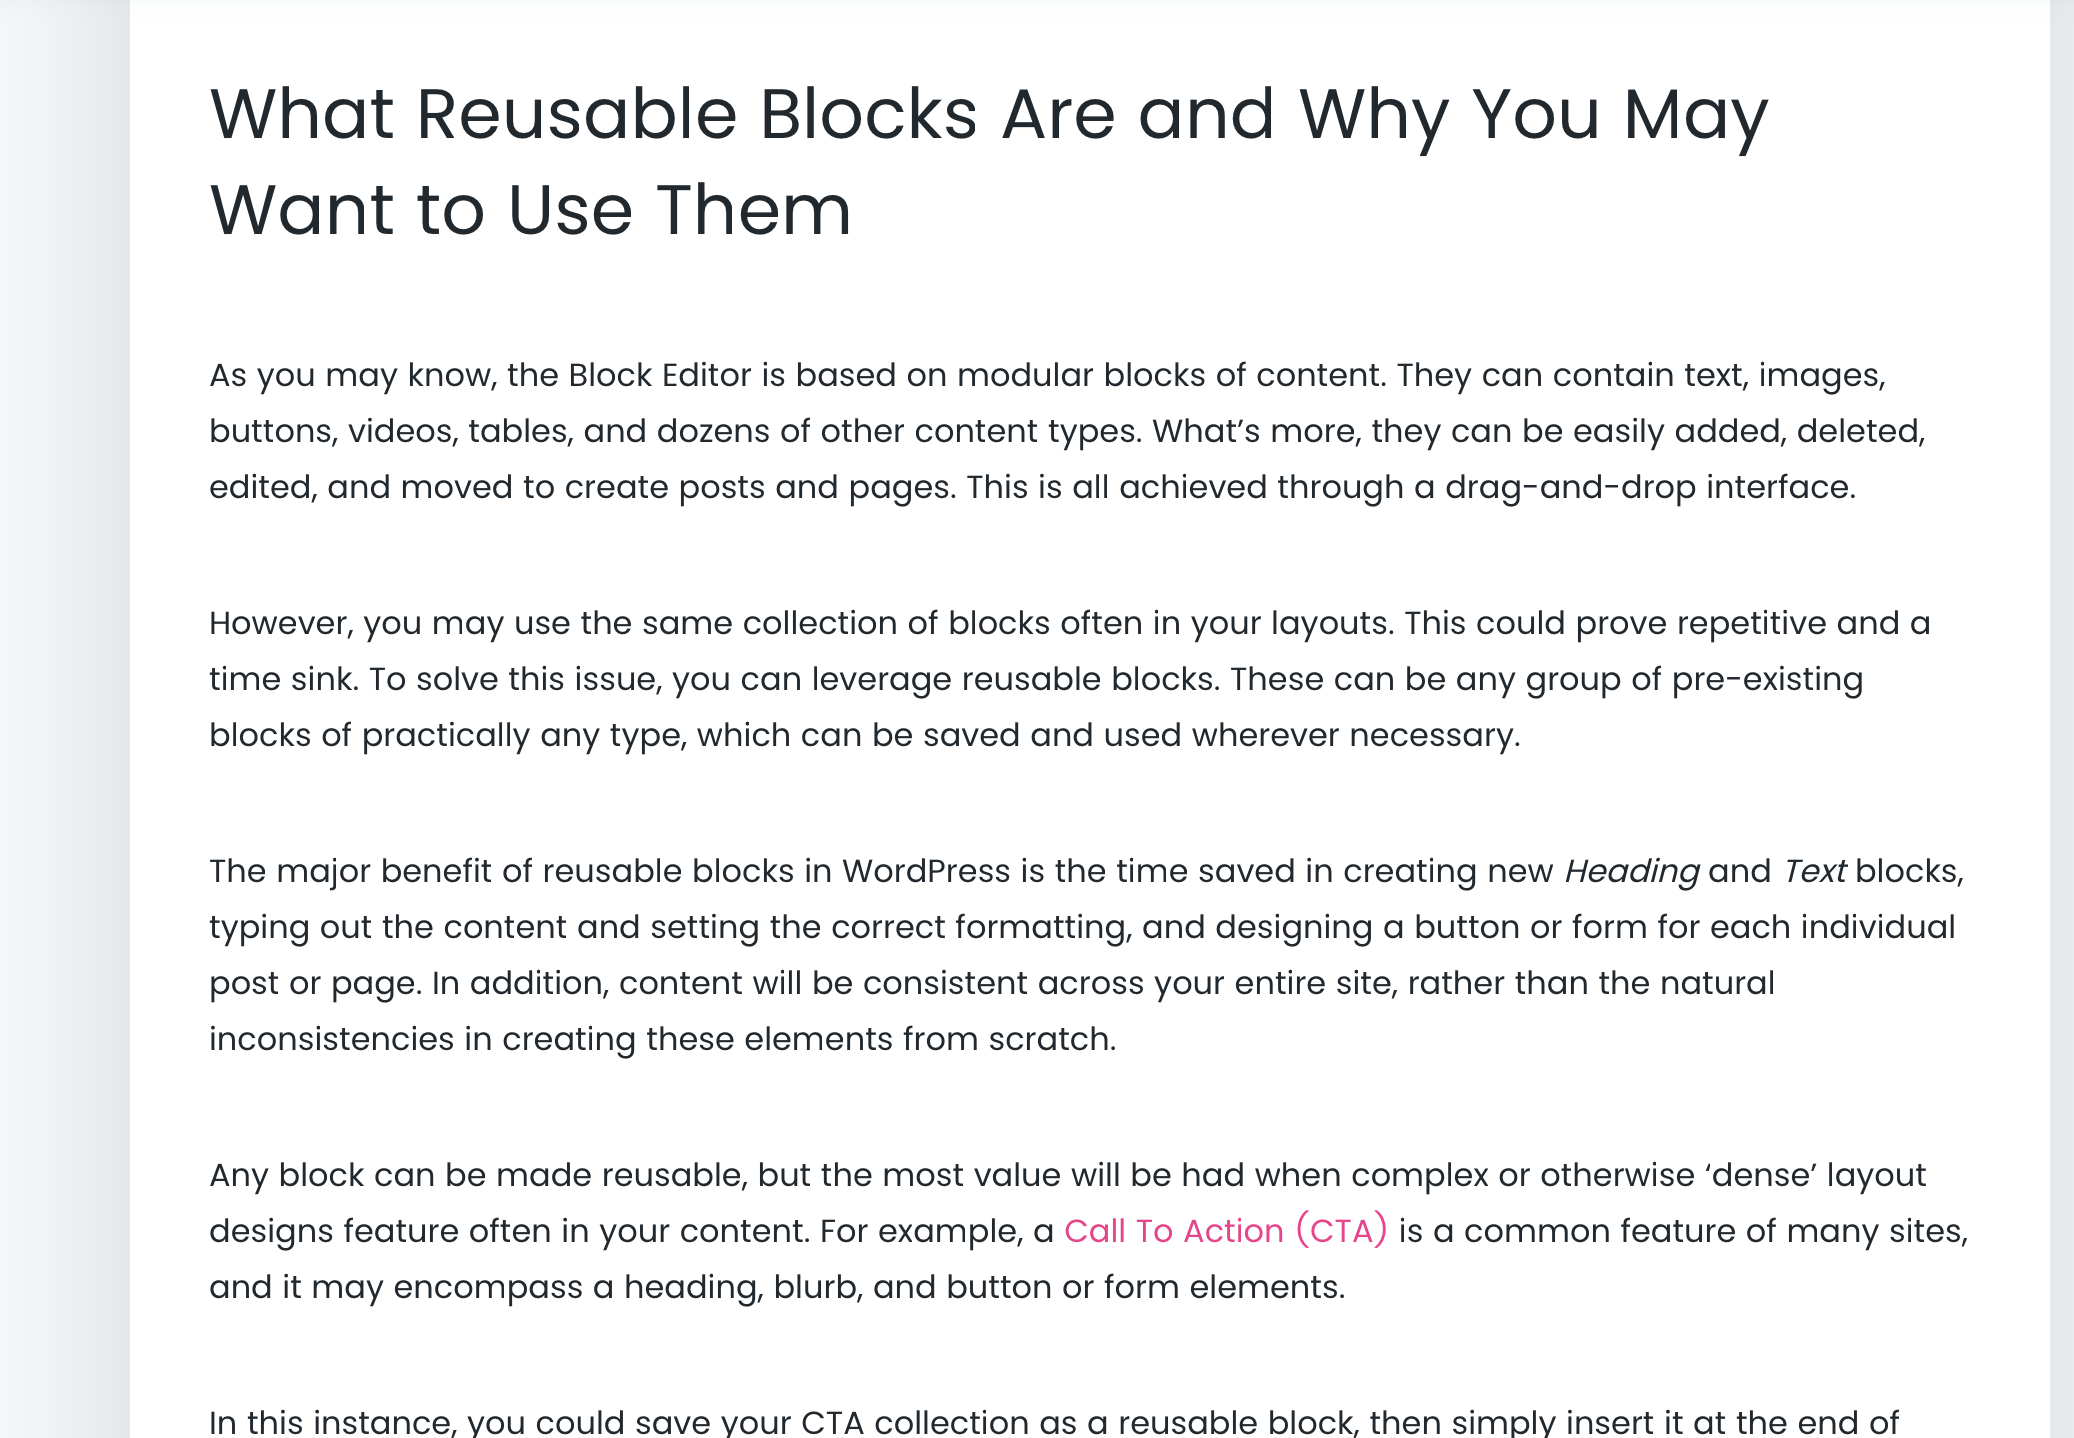 What Reusable Blocks Are and Why You May
Want to Use Them
As you may know, the Block Editor is based on modular blocks of content. They can contain text, images,
buttons, videos, tables, and dozens of other content types. What’s more, they can be easily added, deleted,
edited, and moved to create posts and pages. This is all achieved through a drag-and-drop interface.
However, you may use the same collection of blocks often in your layouts. This could prove repetitive and a
time sink. To solve this issue, you can leverage reusable blocks. These can be any group of pre-existing
blocks of practically any type, which can be saved and used wherever necessary.
The major benefit of reusable blocks in WordPress is the time saved in creating new Heading and Text blocks,
typing out the content and setting the correct formatting, and designing a button or form for each individual
post or page. In addition, content will be consistent across your entire site, rather than the natural
inconsistencies in creating these elements from scratch.
Any block can be made reusable, but the most value will be had when complex or otherwise ‘dense’ layout
designs feature often in your content. For example, a Call To Action (CTA) is a common feature of many sites,
and it may encompass a heading, blurb, and button or form elements.
In this instance, you could save your CTA collection as a reusable block, then simply insert it at the end of